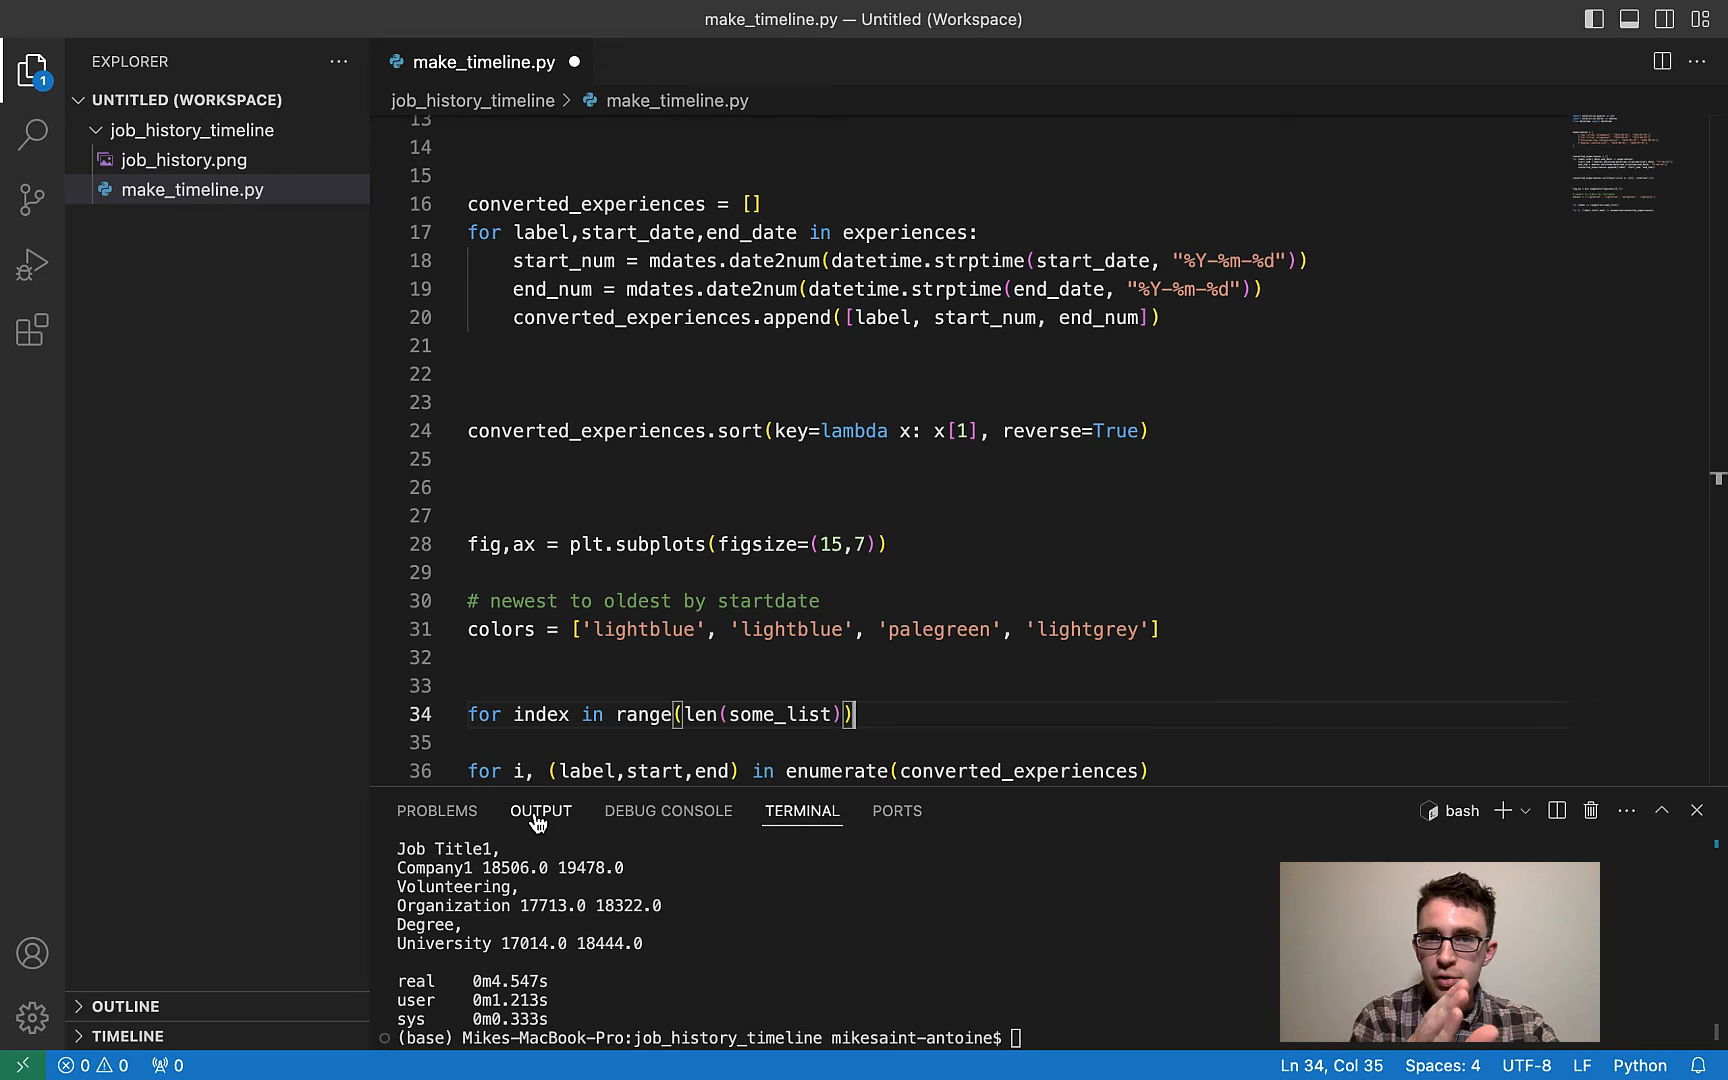 make_timeline.py — Untitled (Workspace)
EXPLORER
1
UNTITLED (WORKSPACE)
job_history_timeline
job_history.png
make_timeline.py
OUTLINE
TIMELINE
make_timeline.py
job_history_timeline > make_timeline.py
13
14
15
16 converted_experiences = []
17 for label,start_date,end_date in experiences:
18 start_num = mdates.date2num(datetime.strptime(start_date, "%Y-%m-%d"))
19 end_num = mdates.date2num(datetime.strptime(end_date, "%Y-%m-%d"))
20 converted_experiences.append([label, start_num, end_num])
21
22
23
24 converted_experiences.sort(key=lambda x: x[1], reverse=True)
25
26
27
28 fig,ax = plt.subplots(figsize=(15,7))
29
30 # newest to oldest by startdate
31 colors = ['lightblue', 'lightblue', 'palegreen', 'lightgrey']
32
33
34 for index in range(len(some_list))
35
36 for i, (label,start,end) in enumerate(converted_experiences)
PROBLEMS OUTPUT DEBUG CONSOLE TERMINAL PORTS bash
Job Title1,
Company1 18506.0 19478.0
Volunteering,
Organization 17713.0 18322.0
Degree,
University 17014.0 18444.0
real 0m4.547s
user 0m1.213s
sys 0m0.333s
(base) Mikes-MacBook-Pro:job_history_timeline mikesaint-antoine$
0 0 0 Ln 34, Col 35 Spaces: 4 UTF-8 LF Python